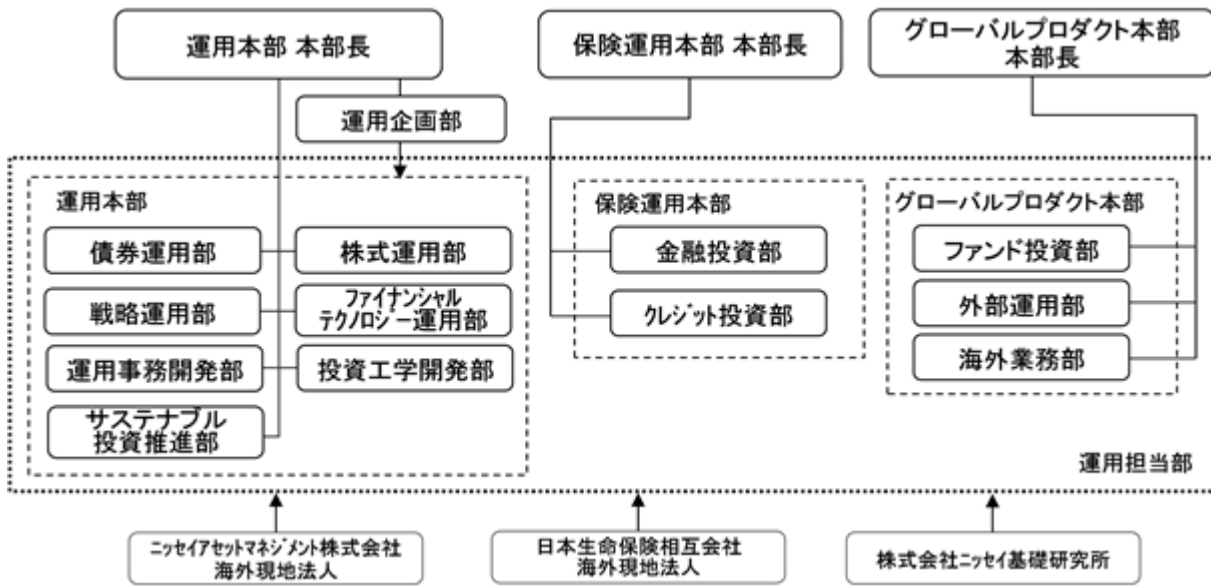 運用本部 本部長
保険運用本部 本部長
グローバルプロダクト本部
本部長
運用企画部
運用本部
債券運用部
株式運用部
戦略運用部
ファイナンシャル
テクノロジー運用部
運用事務開発部
投資工学開発部
サステナブル
投資推進部
保険運用本部
金融投資部
クレジット投資部
グローバルプロダクト本部
ファンド投資部
外部運用部
海外業務部
運用担当部
ニッセイアセットマネジメント株式会社
海外現地法人
日本生命保険相互会社
海外現地法人
株式会社ニッセイ基礎研究所